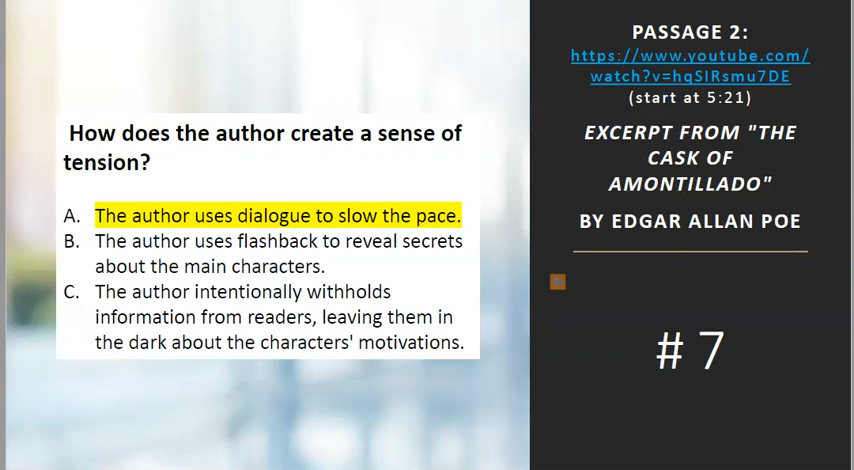 How does the author create a sense of
tension?
A. The author uses dialogue to slow the pace.
B. The author uses flashback to reveal secrets
about the main characters.
C. The author intentionally withholds
information from readers, leaving them in
the dark about the characters' motivations.
PASSAGE 2:
https://www.youtube.com/
watch?v=hqSIRsmu7DE
(start at 5:21)
EXCERPT FROM "THE
CASK OF
AMONTILLADO"
BY EDGAR ALLAN POE
# 7